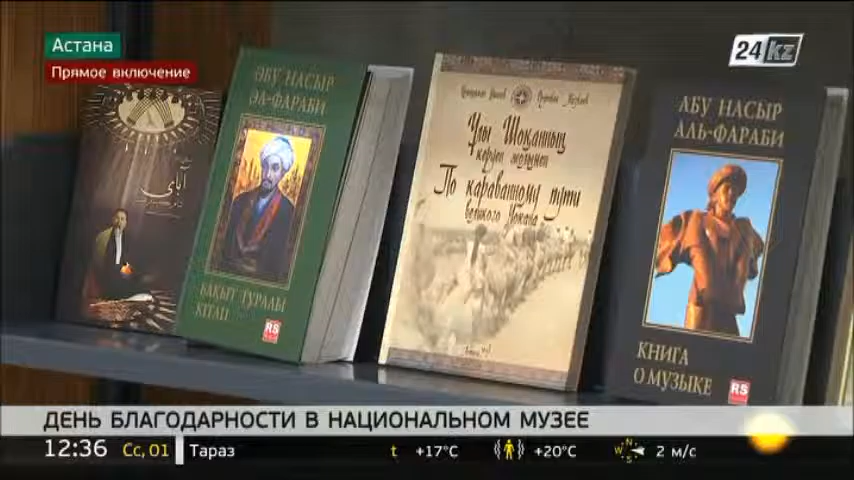 Астана
Прямое включение
24kz
آبای
ӘБУ НАСЫР
ӘЛ-ФАРАБИ
БАҚЫТ ТУРАЛЫ
КІТАП
RS
Ұлы Шоқанның
керуен жолымен
По караванному пути
великого Чокана
АБУ НАСЫР
АЛЬ-ФАРАБИ
КНИГА
О МУЗЫКЕ
RS
ДЕНЬ БЛАГОДАРНОСТИ В НАЦИОНАЛЬНОМ МУЗЕЕ
12:36 Сс, 01 Тараз t +17°C +20°C N W E S 2 м/с